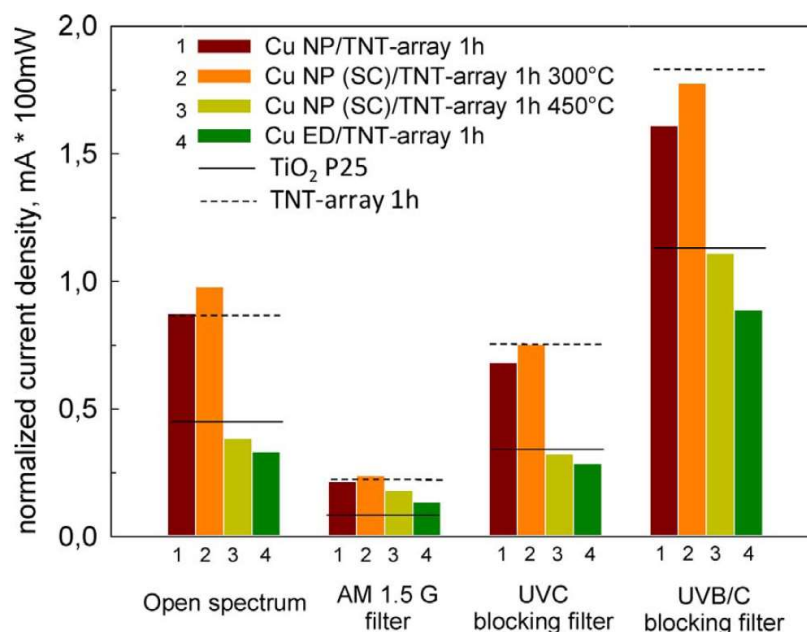 normalized current density, mA * 100mW
2,0
1,5
1,0
0,5
0,0
1 Cu NP/TNT-array 1h
2 Cu NP (SC)/TNT-array 1h 300°C
3 Cu NP (SC)/TNT-array 1h 450°C
4 Cu ED/TNT-array 1h
TiO₂ P25
TNT-array 1h
1 2 3 4 1 2 3 4 1 2 3 4 1 2 3 4
Open spectrum
AM 1.5 G
filter
UVC
blocking filter
UVB/C
blocking filter